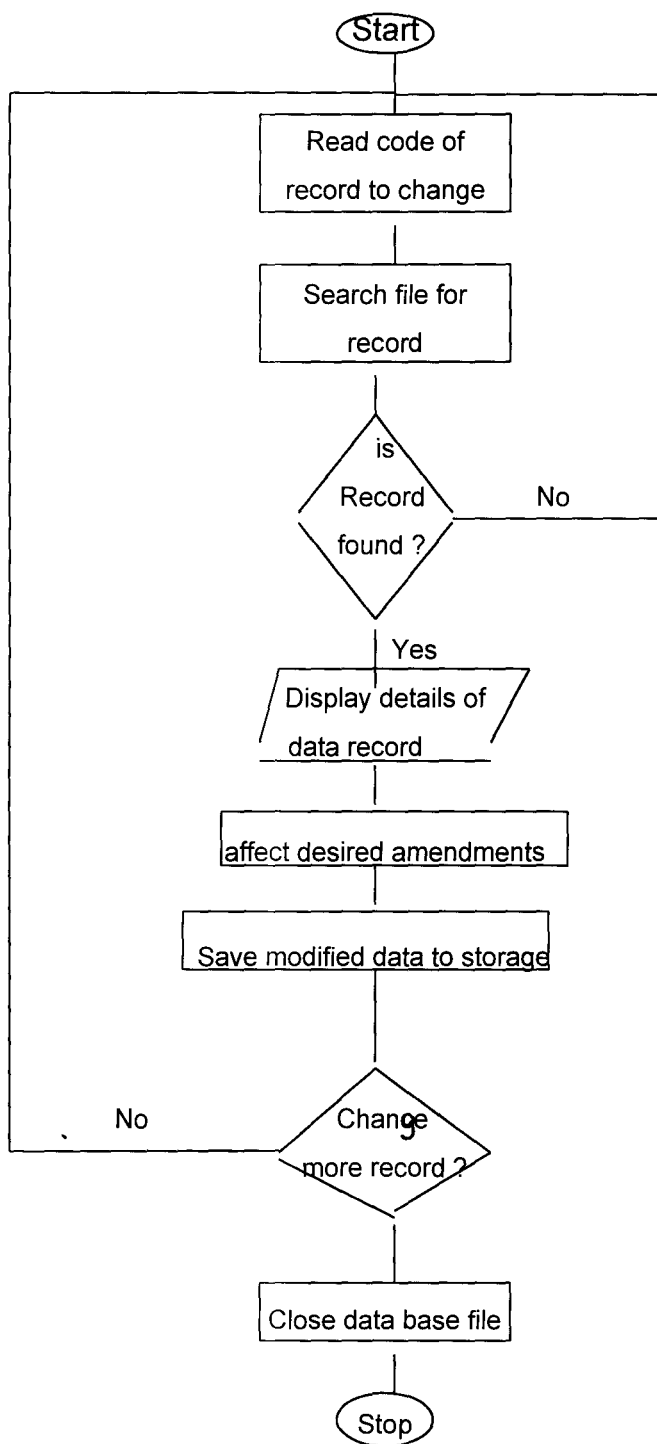 Start
Read code of
record to change
Search file for
record
is
Record
found ?
No
Yes
Display details of
data record
affect desired amendments
Save modified data to storage
No
Change
more record ?
Close data base file
Stop